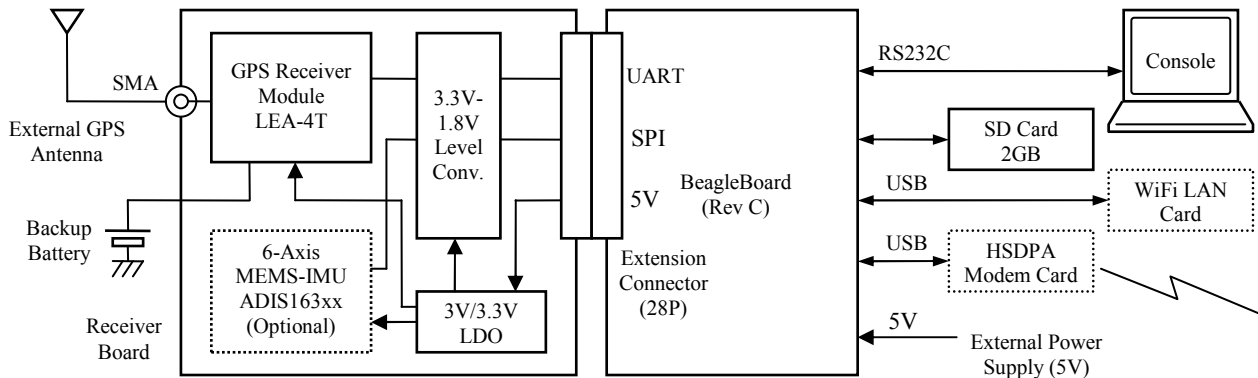 SMA
External GPS
Antenna
Backup
Battery
Receiver
Board
GPS Receiver
Module
LEA-4T
3.3V-
1.8V
Level
Conv.
6-Axis
MEMS-IMU
ADIS163xx
(Optional)
3V/3.3V
LDO
UART
SPI
5V
Extension
Connector
(28P)
BeagleBoard
(Rev C)
RS232C
Console
SD Card
2GB
USB
WiFi LAN
Card
USB
HSDPA
Modem Card
5V
External Power
Supply (5V)